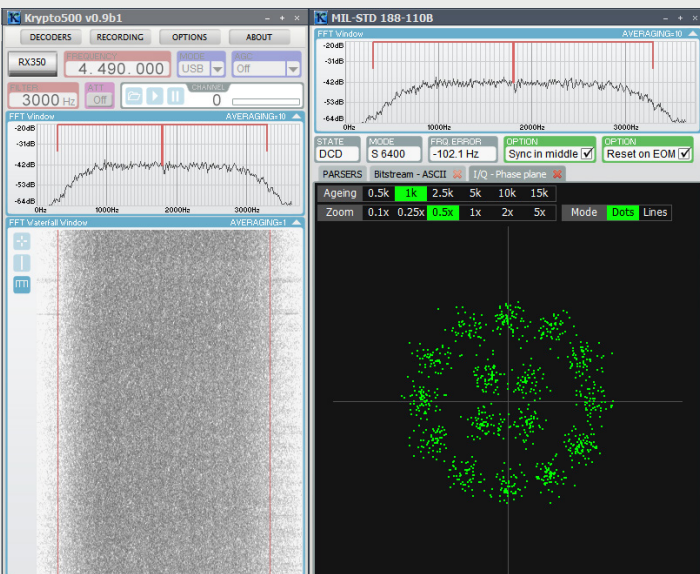 Krypto500 v0.9b1
DECODERS RECORDING OPTIONS ABOUT
RX350
FREQUENCY
4. 490. 000
MODE
USB
AGC
Off
FILTER
3000 Hz
ATT
Off
CHANNEL
0
FFT Window AVERAGING=10
-20dB
-31dB
-42dB
-53dB
-64dB
0Hz 1000Hz 2000Hz 3000Hz
FFT Waterfall Window AVERAGING=1
MIL-STD 188-110B
FFT Window AVERAGING=10
-20dB
-31dB
-42dB
-53dB
-64dB
0Hz 1000Hz 2000Hz 3000Hz
STATE
DCD
MODE
S 6400
FRQ. ERROR
-102.1 Hz
OPTION
Sync in middle
OPTION
Reset on EOM
PARSERS Bitstream - ASCII I/Q - Phase plane
Ageing 0.5k 1k 2.5k 5k 10k 15k
Zoom 0.1x 0.25x 0.5x 1x 2x 5x Mode Dots Lines